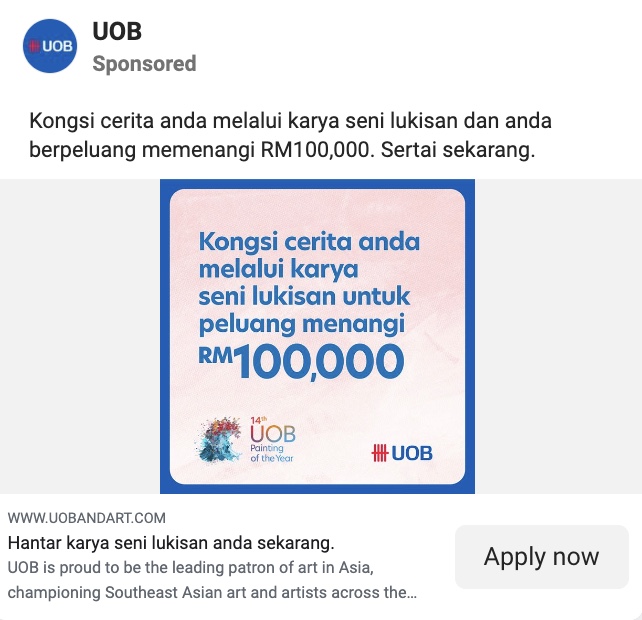 UOB
UOB
Sponsored
Kongsi cerita anda melalui karya seni lukisan dan anda
berpeluang memenangi RM100,000. Sertai sekarang.
Kongsi cerita anda
melalui karya
seni lukisan untuk
peluang menangi
RM100,000
14th
UOB
Painting
of the Year
UOB
WWW.UOBANDART.COM
Hantar karya seni lukisan anda sekarang.
UOB is proud to be the leading patron of art in Asia,
championing Southeast Asian art and artists across the...
Apply now